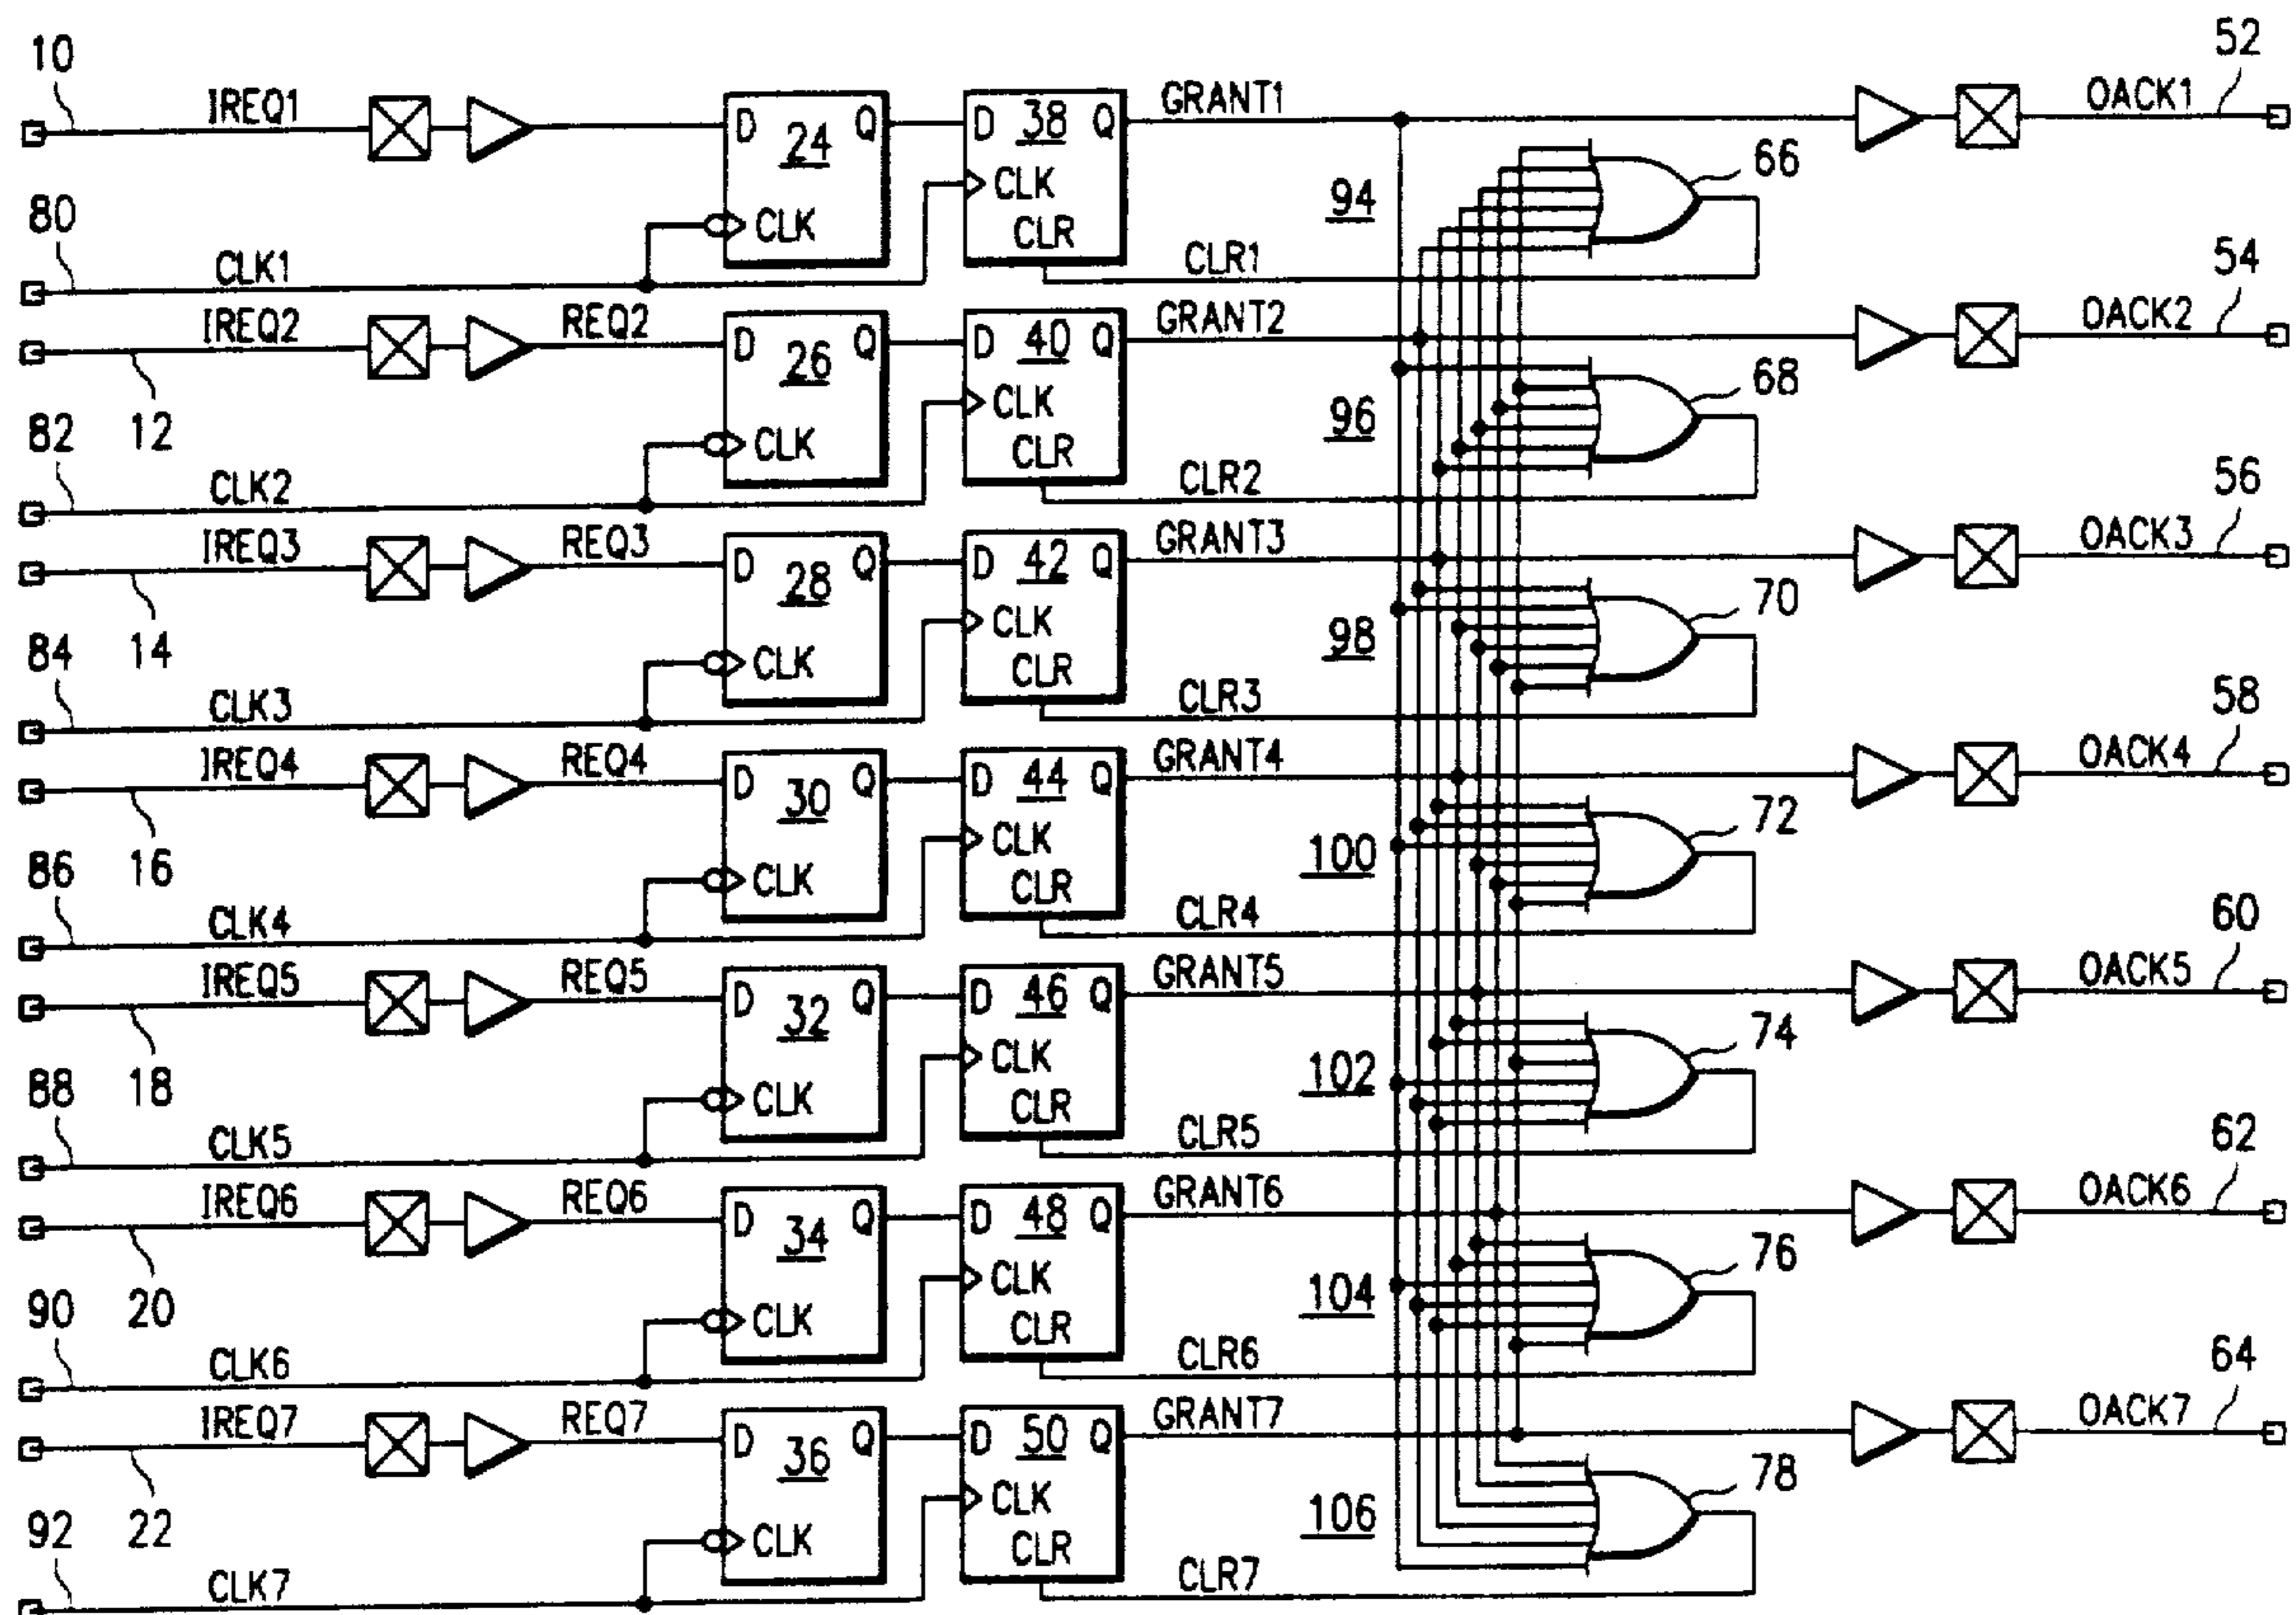 10 IREQ1 D 24 Q D 38 Q GRANT1 OACK1 52
66
80 CLK CLK CLR 94
CLK1 CLR1 54
IREQ2 REQ2 D 26 Q D 40 Q GRANT2 OACK2
68
82 12 CLK CLK CLR 96
CLK2 CLR2 56
IREQ3 REQ3 D 28 Q D 42 Q GRANT3 OACK3
70
84 14 CLK CLK CLR 98
CLK3 CLR3 58
IREQ4 REQ4 D 30 Q D 44 Q GRANT4 OACK4
72
86 16 CLK CLK CLR 100
CLK4 CLR4 60
IREQ5 REQ5 D 32 Q D 46 Q GRANT5 OACK5
74
88 18 CLK CLK CLR 102
CLK5 CLR5 62
IREQ6 REQ6 D 34 Q D 48 Q GRANT6 OACK6
76
90 20 CLK CLK CLR 104
CLK6 CLR6 64
IREQ7 REQ7 D 36 Q D 50 Q GRANT7 OACK7
78
92 22 CLK CLK CLR 106
CLK7 CLR7